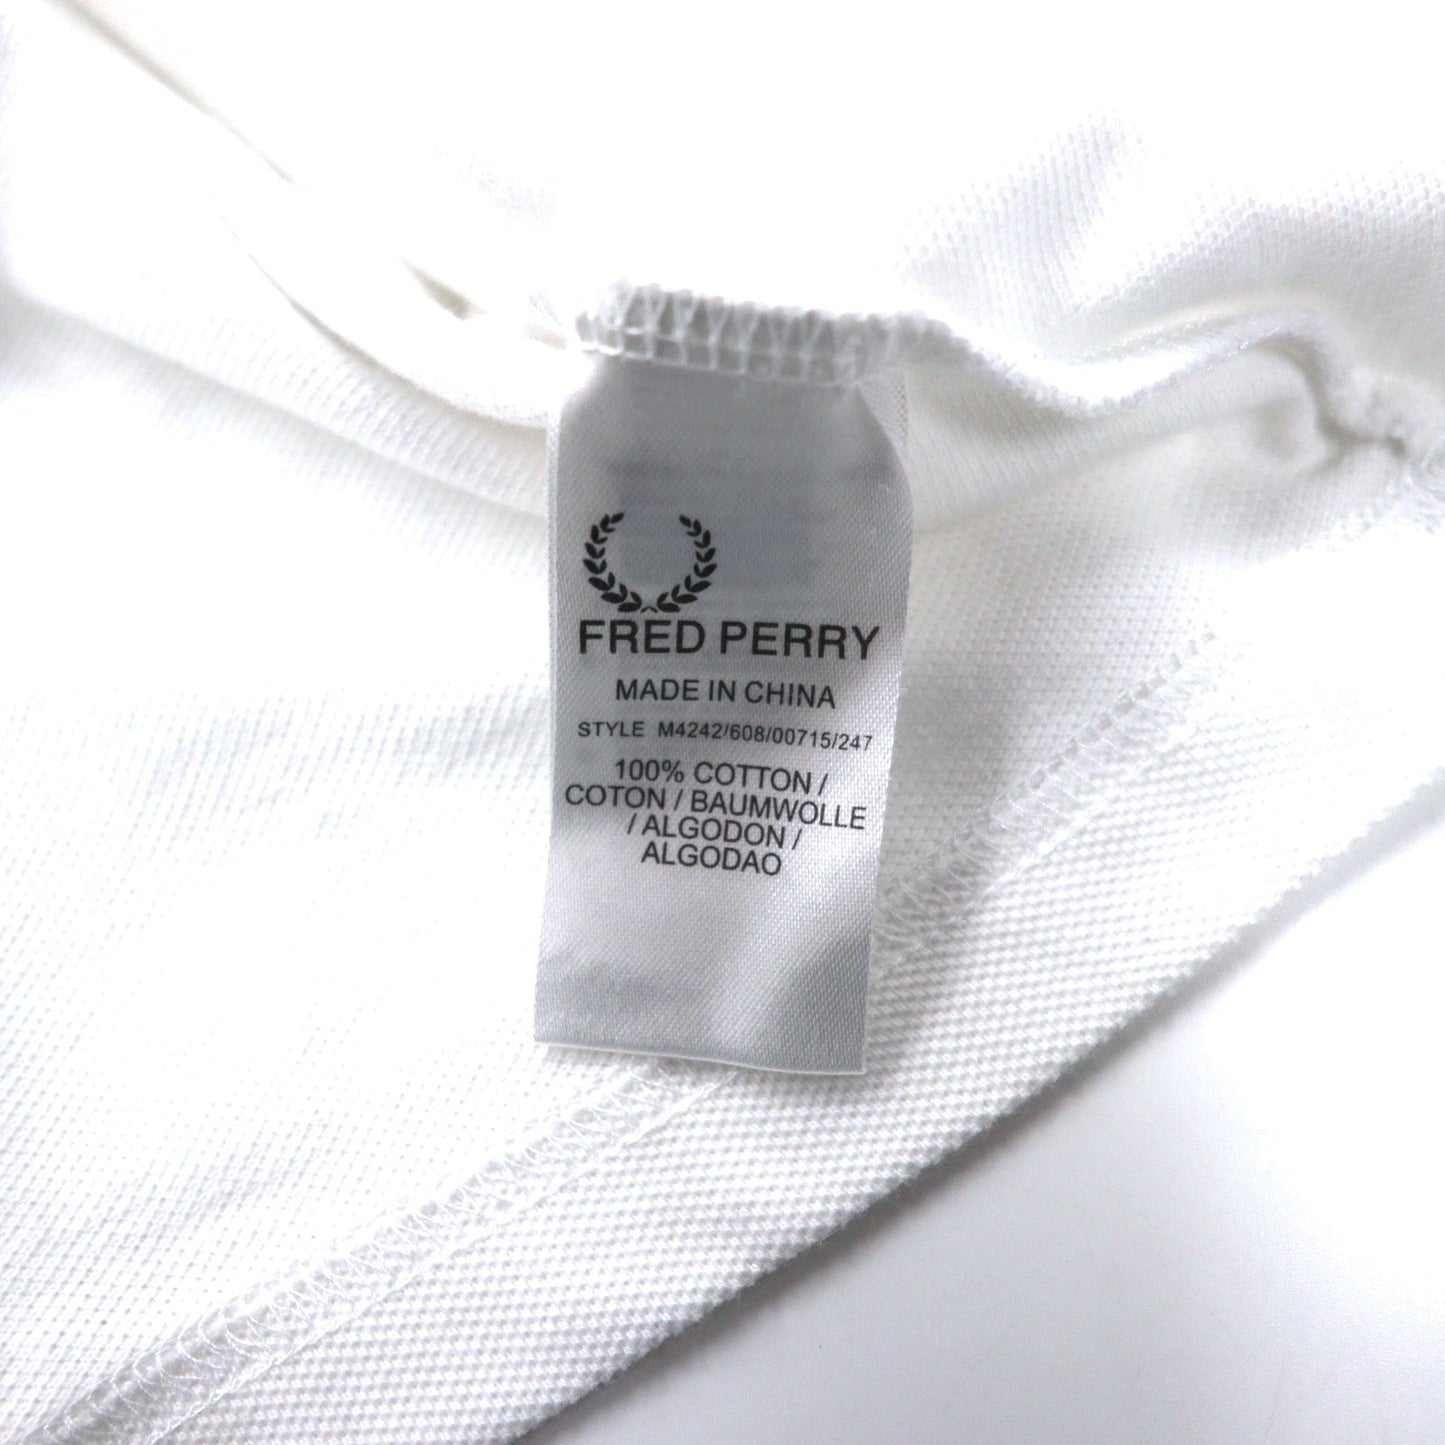 FRED PERRY
MADE IN CHINA
STYLE M4242/608/00715/247
100% COTTON /
COTON / BAUMWOLLE
/ ALGODON /
ALGODAO